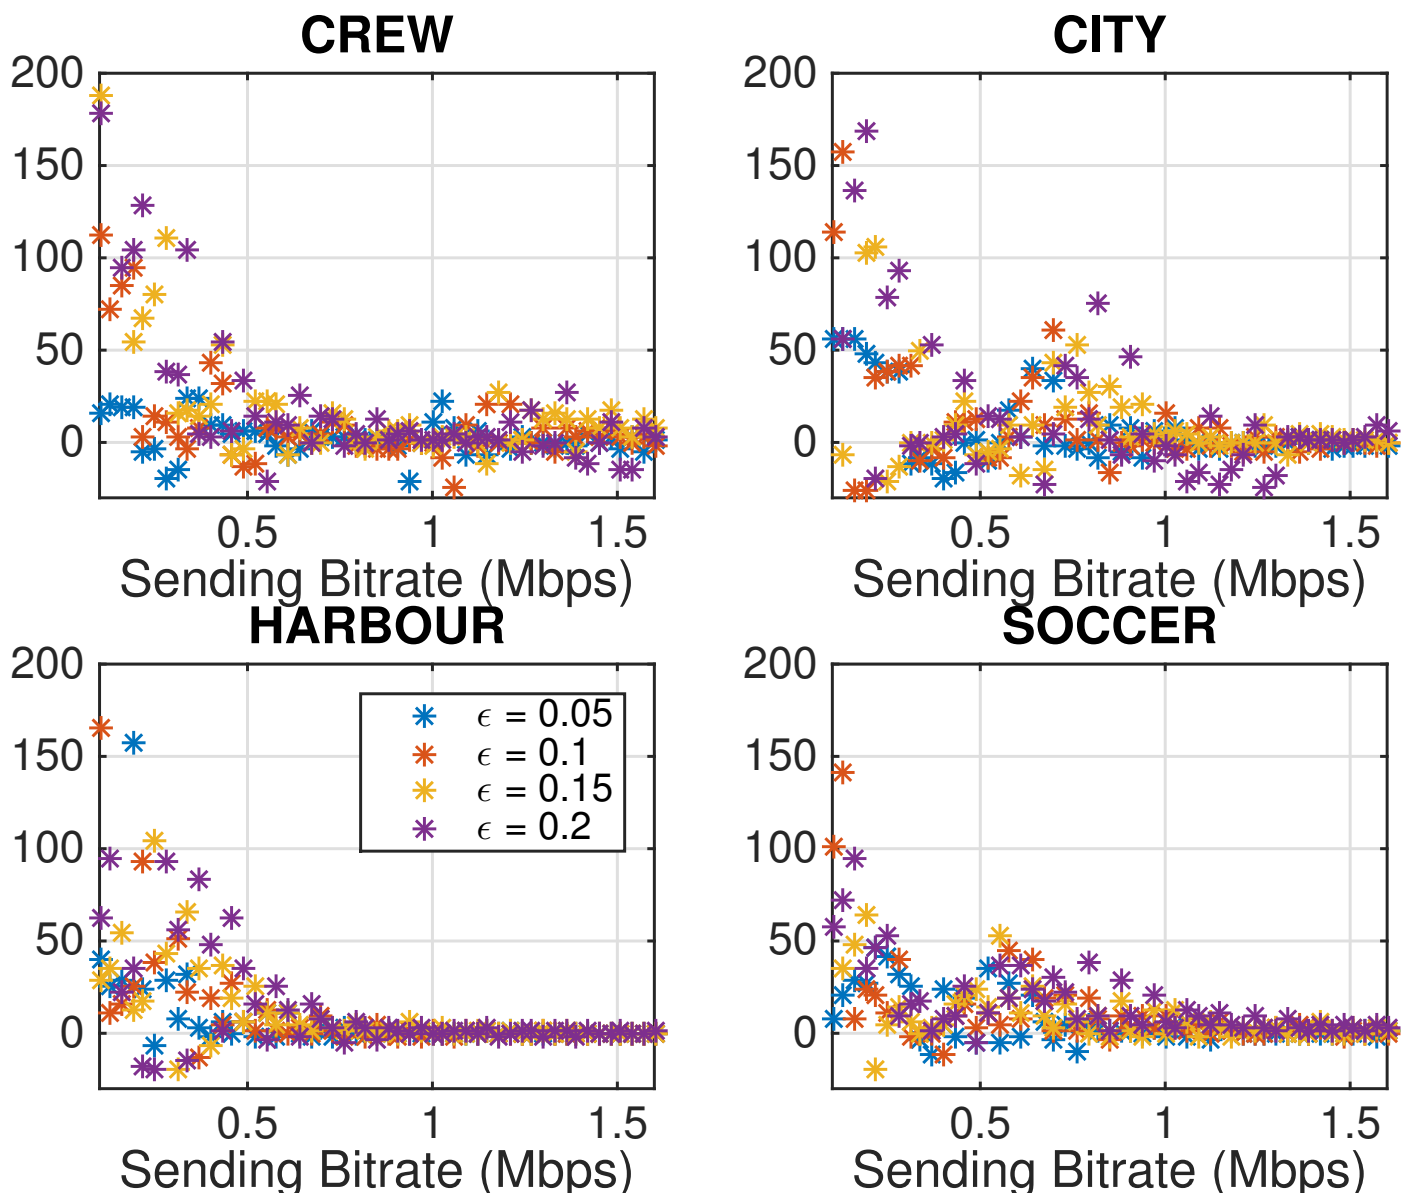 CREW
200
150
100
50
0
0.5 1 1.5
Sending Bitrate (Mbps)
CITY
200
150
100
50
0
0.5 1 1.5
Sending Bitrate (Mbps)
HARBOUR
200
150
100
50
0
ϵ = 0.05
ϵ = 0.1
ϵ = 0.15
ϵ = 0.2
0.5 1 1.5
Sending Bitrate (Mbps)
SOCCER
200
150
100
50
0
0.5 1 1.5
Sending Bitrate (Mbps)